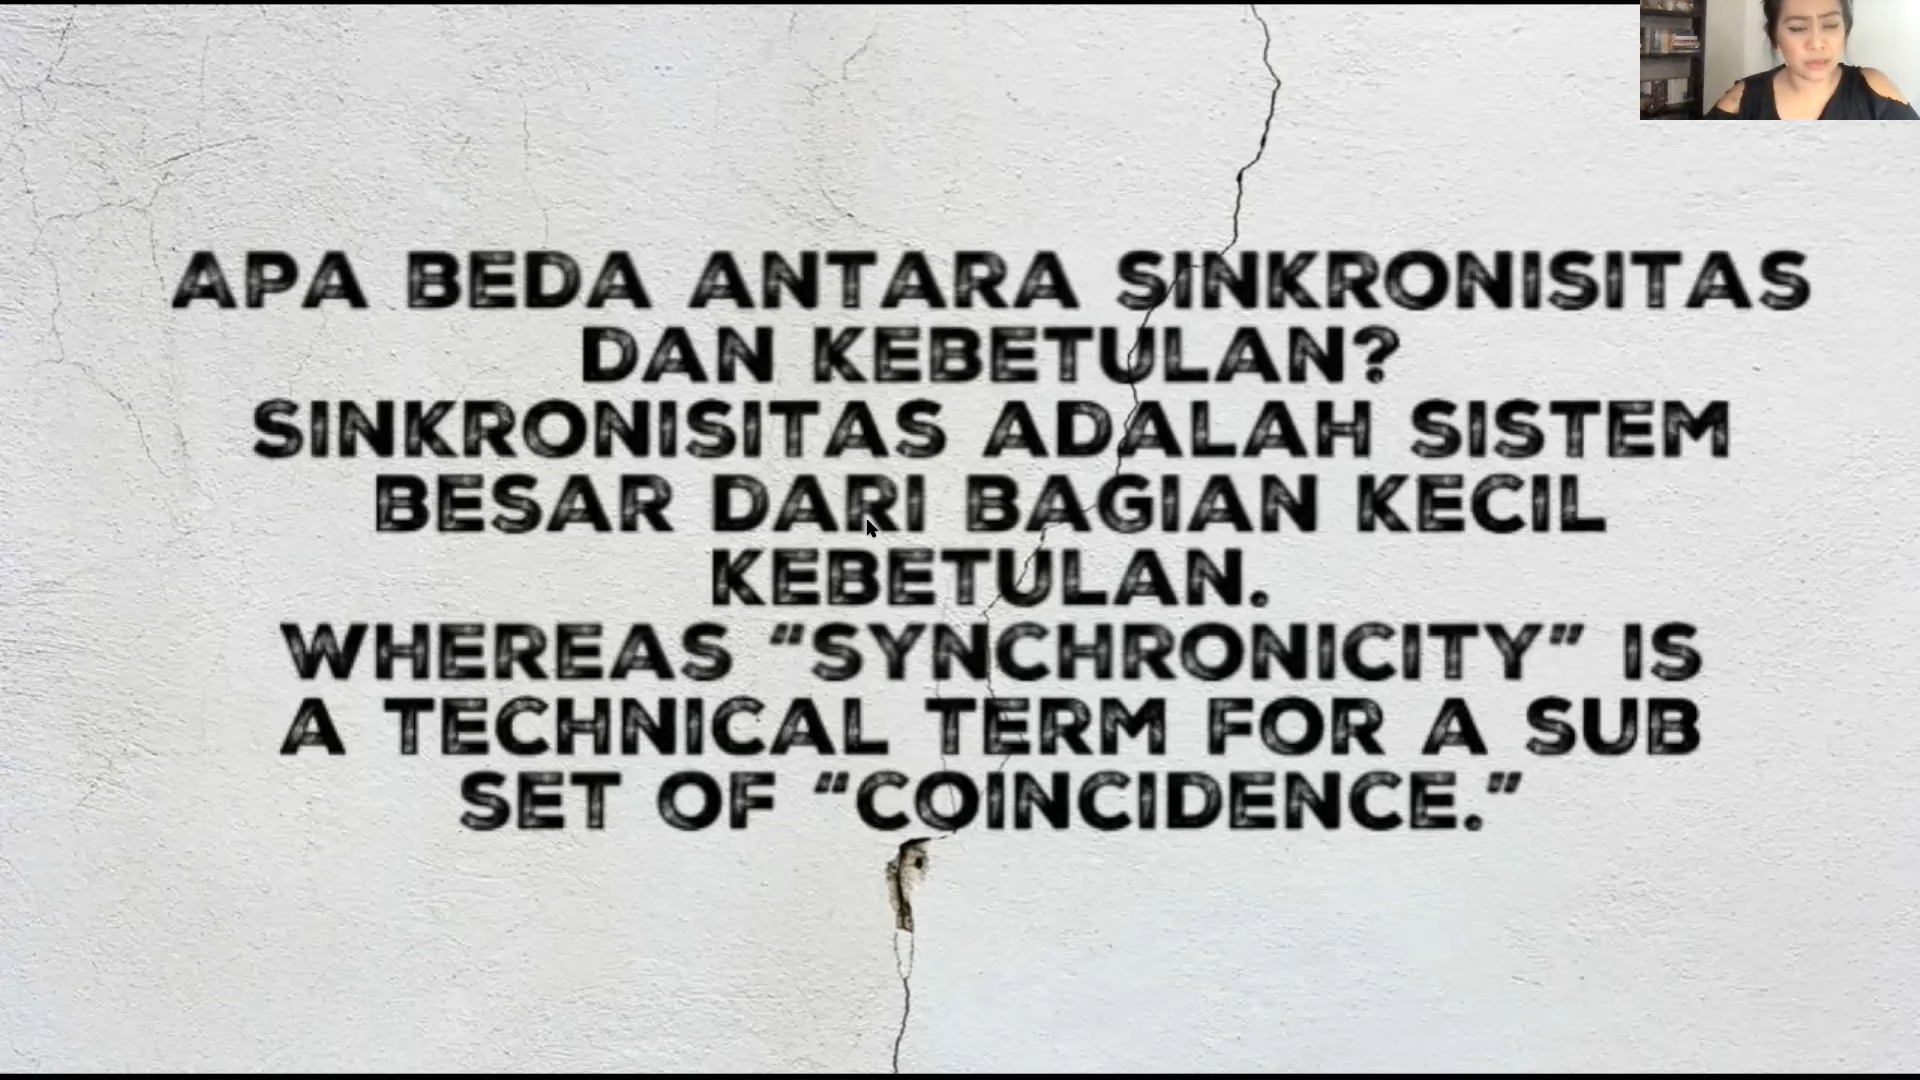 APA BEDA ANTARA SINKRONISITAS
DAN KEBETULAN?
SINKRONISITAS ADALAH SISTEM
BESAR DARI BAGIAN KECIL
KEBETULAN.
WHEREAS "SYNCHRONICITY" IS
A TECHNICAL TERM FOR A SUB
SET OF "COINCIDENCE."